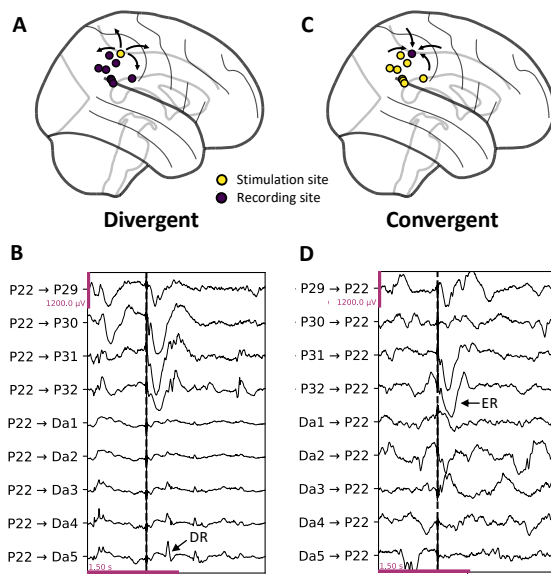 A
C
Stimulation site
Recording site
Divergent
Convergent
B
P22 → P29
1200.0 µV
P22 → P30
P22 → P31
P22 → P32
P22 → Da1
P22 → Da2
P22 → Da3
P22 → Da4
P22 → Da5
DR
1.50 s
D
P29 → P22
1200.0 µV
P30 → P22
P31 → P22
P32 → P22
ER
Da1 → P22
Da2 → P22
Da3 → P22
Da4 → P22
Da5 → P22
1.50 s